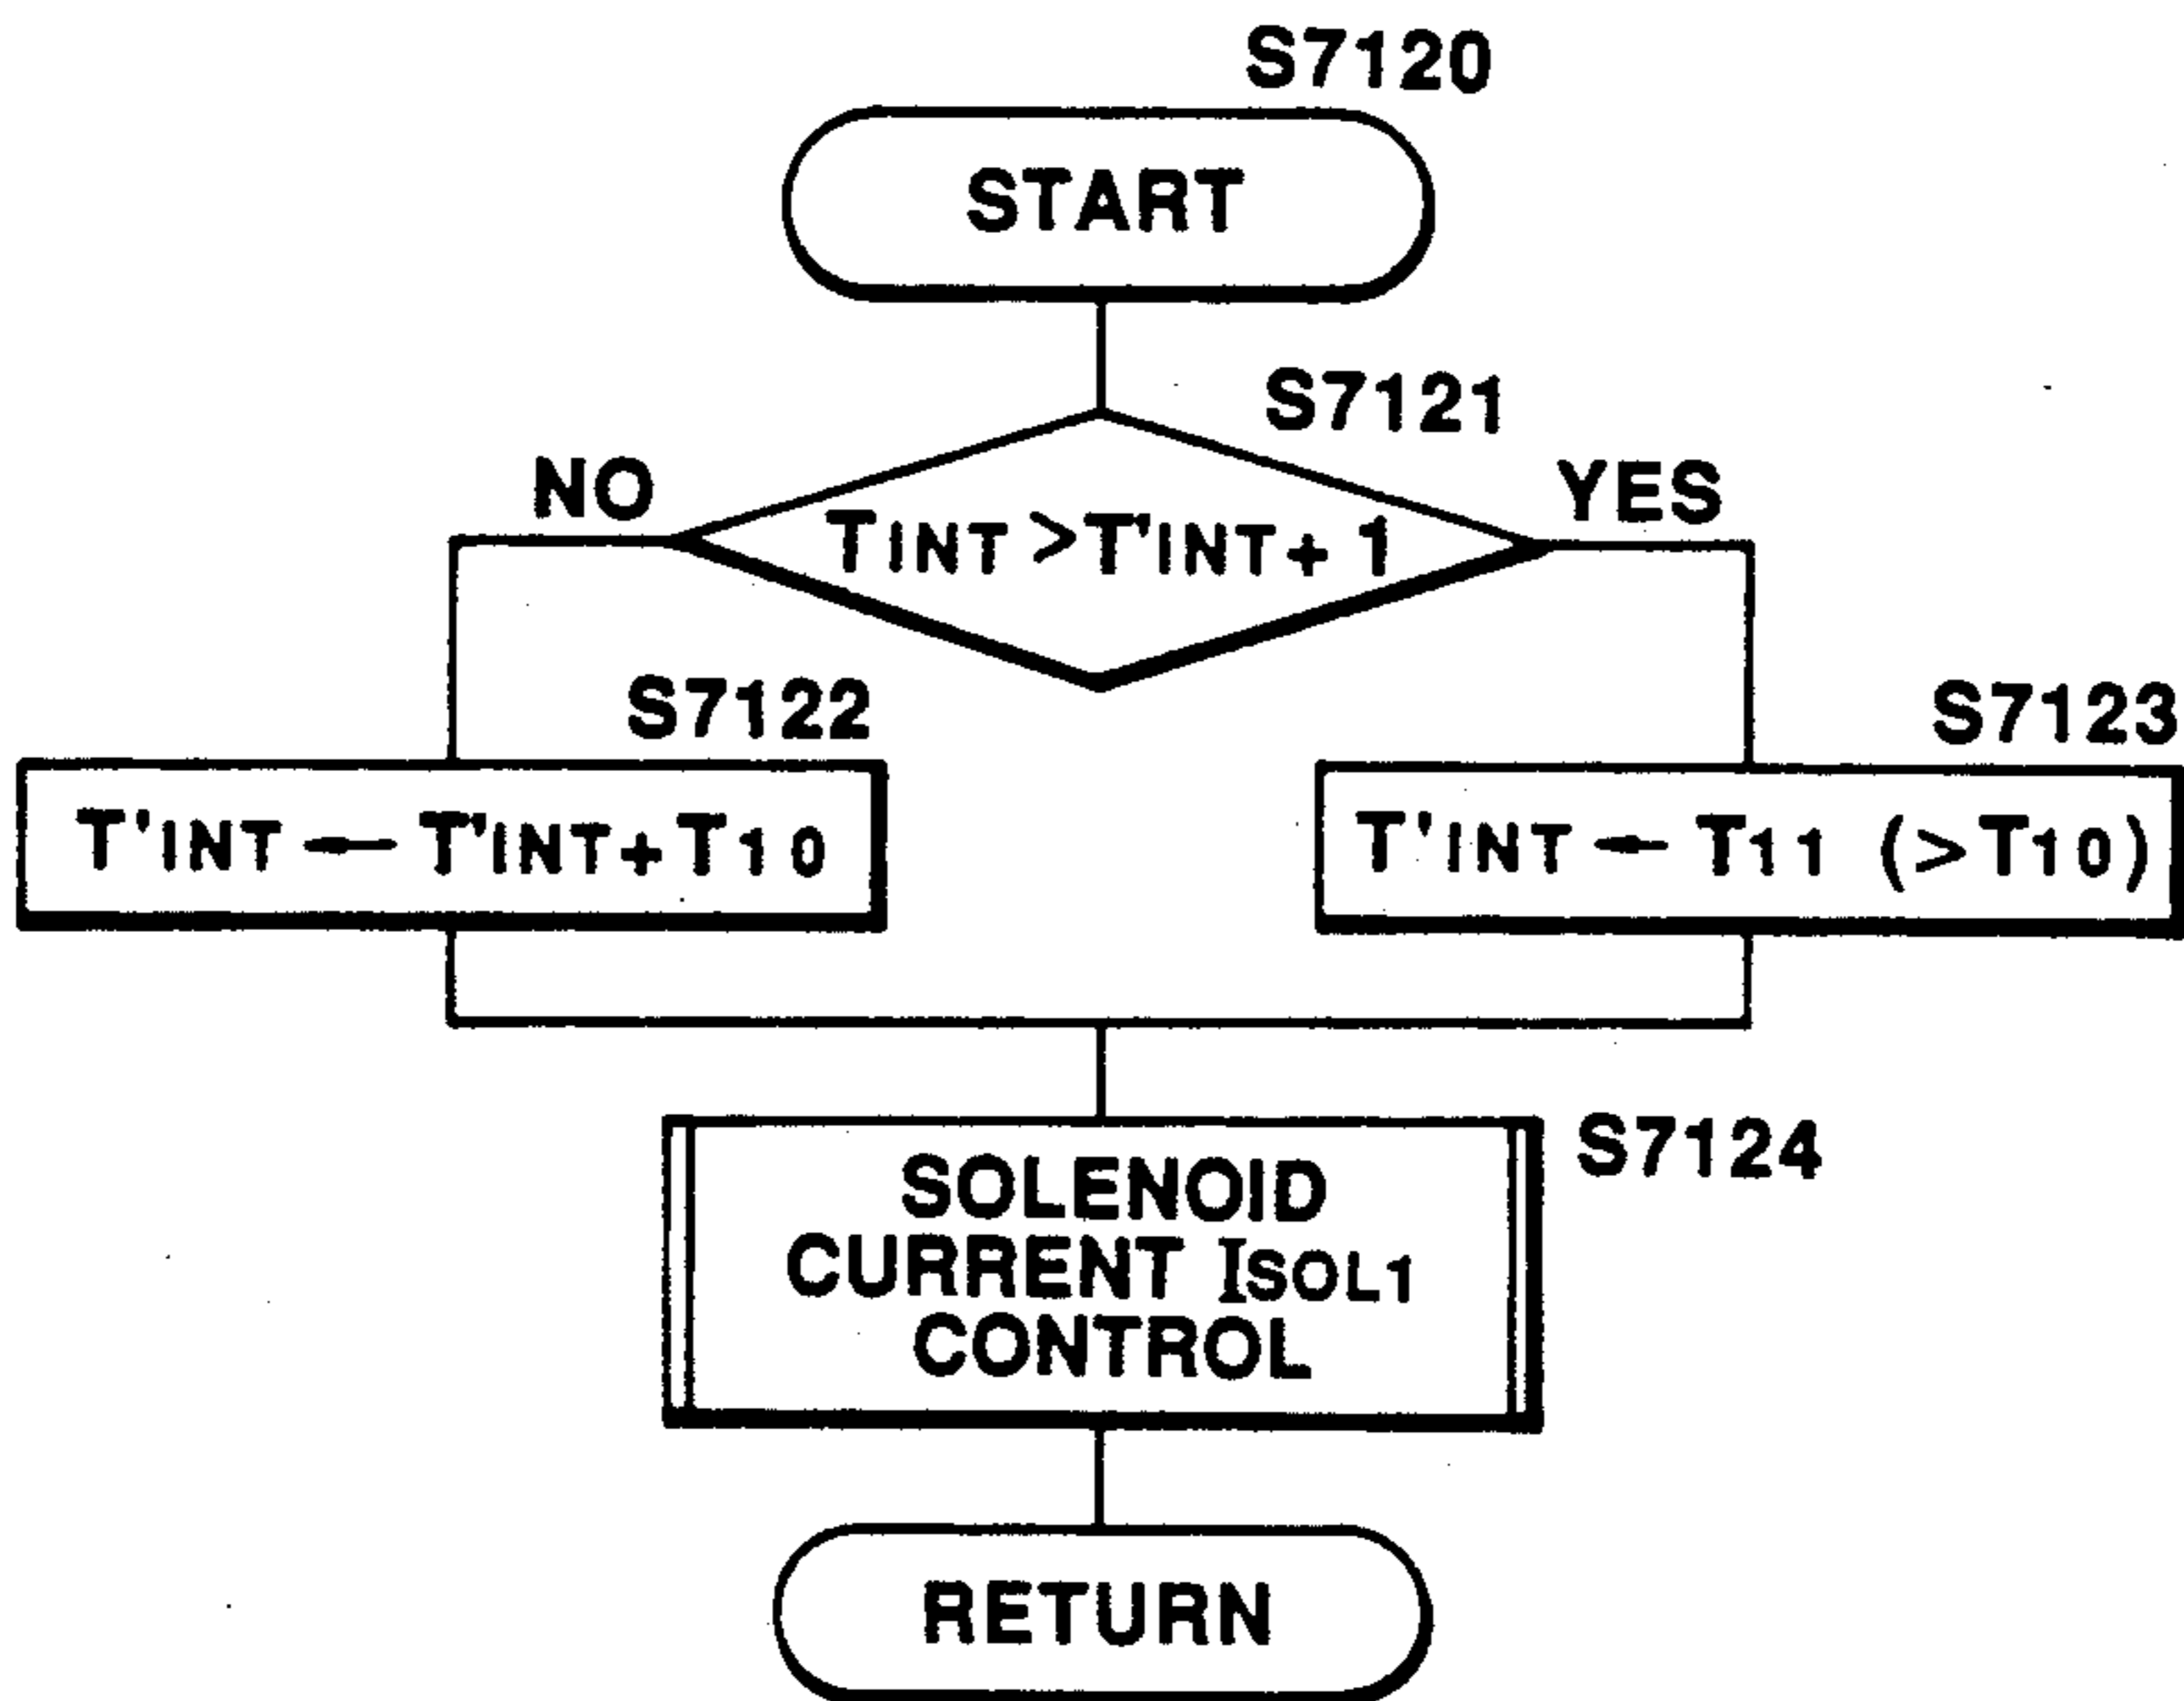 S7120
START
S7121
NO
YES
TINT > T'INT + 1
S7122
S7123
T'INT ← T'INT + T10
T'INT ← T11 (>T10)
S7124
SOLENOID
CURRENT ISOL1
CONTROL
RETURN